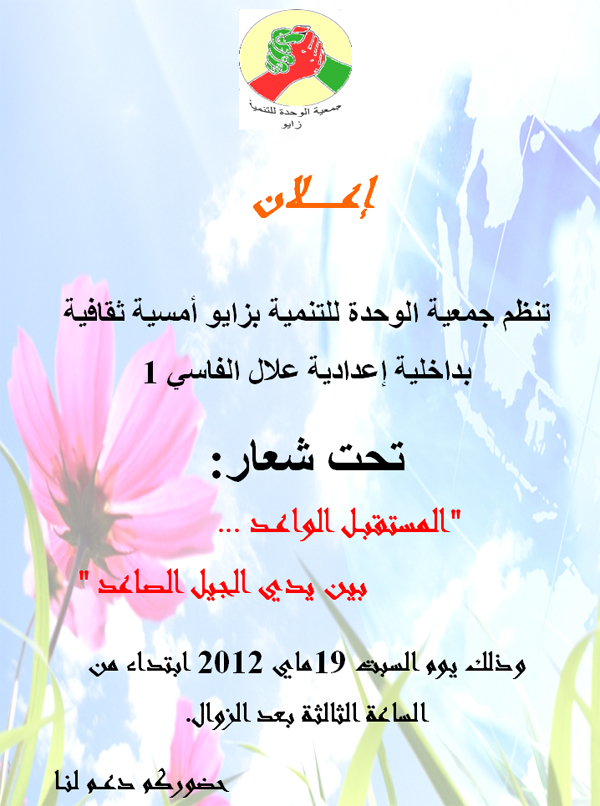 جمعية الوحدة للتنمية
زايو
إعــلان
تنظم جمعية الوحدة للتنمية بزايو أمسية ثقافية
بداخلية إعدادية علال الفاسي 1
تحت شعار:
"المستقبل الواعد ...
بين يدي الجيل الصاعد "
وذلك يوم السبت 19ماي 2012 ابتداء من
الساعة الثالثة بعد الزوال.
حضوركم دعم لنا